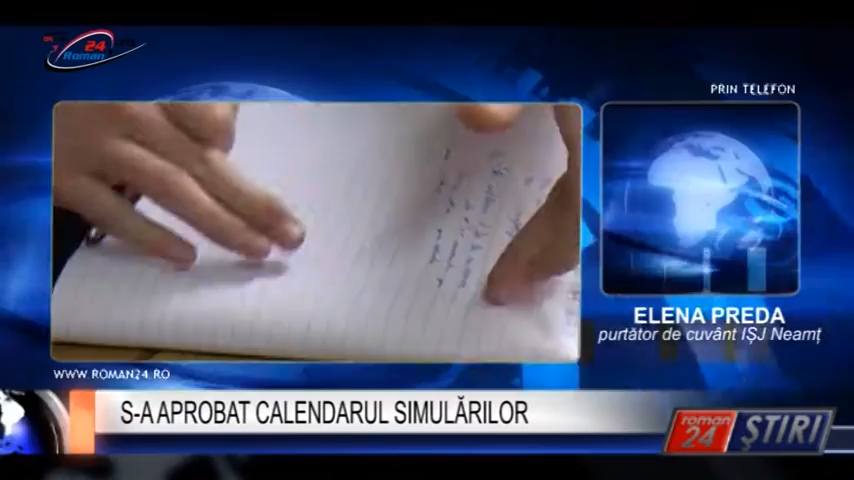 24
Roman
PRIN TELEFON
ELENA PREDA
purtător de cuvânt IȘJ Neamț
WWW.ROMAN24.RO
S-A APROBAT CALENDARUL SIMULĂRILOR
roman
24
ȘTIRI